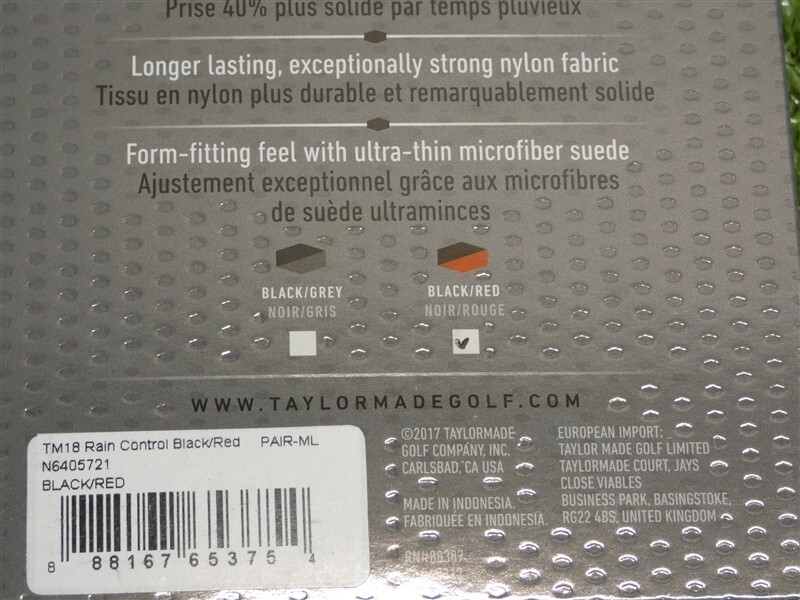 Prise 40% plus solide par temps pluvieux
Longer lasting, exceptionally strong nylon fabric
Tissu en nylon plus durable et remarquablement solide
Form-fitting feel with ultra-thin microfiber suede
Ajustement exceptionnel grâce aux microfibres
de suède ultraminces
BLACK/GREY
NOIR/GRIS
BLACK/RED
NOIR/ROUGE
WWW.TAYLORMADEGOLF.COM
TM18 Rain Control Black/Red PAIR-ML
N6405721
BLACK/RED
8 88167 65375 4
©2017 TAYLORMADE
GOLF COMPANY, INC.
CARLSBAD, CA USA
MADE IN INDONESIA.
FABRIQUÉE EN INDONESIA.
EUROPEAN IMPORT:
TAYLOR MADE GOLF LIMITED
TAYLORMADE COURT, JAYS
CLOSE VIABLES
BUSINESS PARK, BASINGSTOKE,
RG22 4BS, UNITED KINGDOM